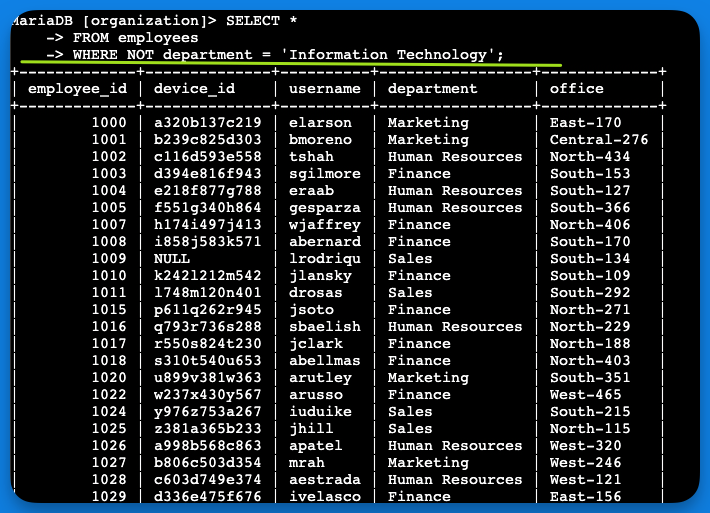 MariaDB [organization]> SELECT *
-> FROM employees
-> WHERE NOT department = 'Information Technology';
+-------------+--------------+----------+-----------------+-------------+
| employee_id | device_id | username | department | office |
+-------------+--------------+----------+-----------------+-------------+
| 1000 | a320b137c219 | elarson | Marketing | East-170 |
| 1001 | b239c825d303 | bmoreno | Marketing | Central-276 |
| 1002 | c116d593e558 | tshah | Human Resources | North-434 |
| 1003 | d394e816f943 | sgilmore | Finance | South-153 |
| 1004 | e218f877g788 | eraab | Human Resources | South-127 |
| 1005 | f551g340h864 | gesparza | Human Resources | South-366 |
| 1007 | h174i497j413 | wjaffrey | Finance | North-406 |
| 1008 | i858j583k571 | abernard | Finance | South-170 |
| 1009 | NULL | lrodriqu | Sales | South-134 |
| 1010 | k242l212m542 | jlansky | Finance | South-109 |
| 1011 | l748m120n401 | drosas | Sales | South-292 |
| 1015 | p611q262r945 | jsoto | Finance | North-271 |
| 1016 | q793r736s288 | sbaelish | Human Resources | North-229 |
| 1017 | r550s824t230 | jclark | Finance | North-188 |
| 1018 | s310t540u653 | abellmas | Finance | North-403 |
| 1020 | u899v381w363 | arutley | Marketing | South-351 |
| 1022 | w237x430y567 | arusso | Finance | West-465 |
| 1024 | y976z753a267 | iuduike | Sales | South-215 |
| 1025 | z381a365b233 | jhill | Sales | North-115 |
| 1026 | a998b568c863 | apatel | Human Resources | West-320 |
| 1027 | b806c503d354 | mrah | Marketing | West-246 |
| 1028 | c603d749e374 | aestrada | Human Resources | West-121 |
| 1029 | d336e475f676 | ivelasco | Finance | East-156 |